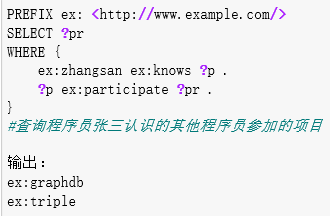 PREFIX ex: <http://www.example.com/>
SELECT ?pr
WHERE {
    ex:zhangsan ex:knows ?p .
    ?p ex:participate ?pr .
}
#查询程序员张三认识的其他程序员参加的项目
输出：
ex:graphdb
ex:triple